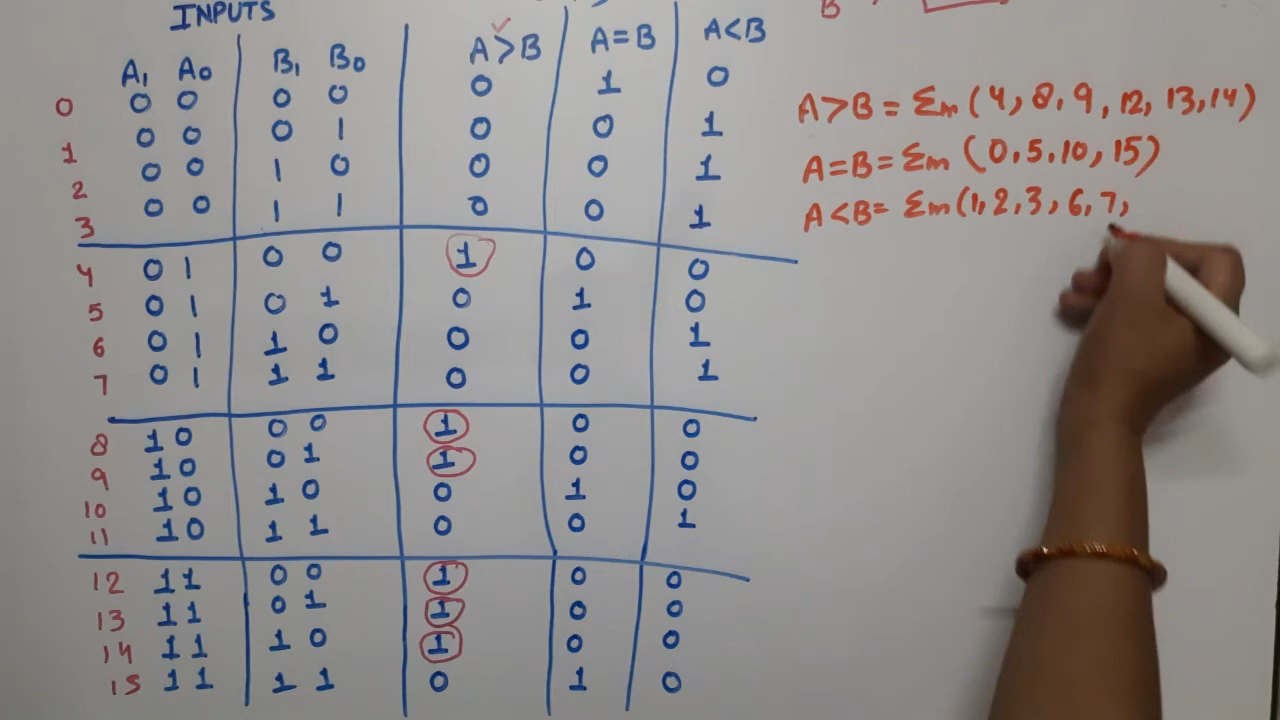 INPUTS
B
A₁ A₀ B₁ B₀ A>B A=B A<B
0 0 0 0 0 0 1 0
1 0 0 0 1 0 0 1
2 0 0 1 0 0 0 1
3 0 0 1 1 0 0 1
4 0 1 0 0 1 0 0
5 0 1 0 1 0 1 0
6 0 1 1 0 0 0 1
7 0 1 1 1 0 0 1
8 1 0 0 0 1 0 0
9 1 0 0 1 1 0 0
10 1 0 1 0 0 1 0
11 1 0 1 1 0 0 1
12 1 1 0 0 1 0 0
13 1 1 0 1 1 0 0
14 1 1 1 0 1 0 0
15 1 1 1 1 0 1 0
A>B = Σm (4, 8, 9, 12, 13, 14)
A=B = Σm (0, 5, 10, 15)
A<B = Σm (1, 2, 3, 6, 7,